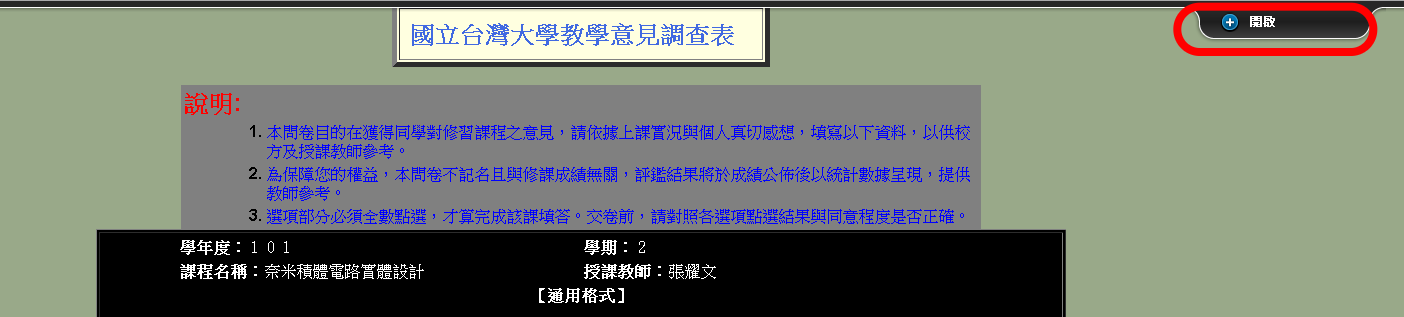 開啟
國立台灣大學教學意見調查表
說明:
1. 本問卷目的在獲得同學對修習課程之意見，請依據上課實況與個人真切感想，填寫以下資料，以供校
方及授課教師參考。
2. 為保障您的權益，本問卷不記名且與修課成績無關，評鑑結果將於成績公佈後以統計數據呈現，提供
教師參考。
3. 選項部分必須全數點選，才算完成該課填答。交卷前，請對照各選項點選結果與同意程度是否正確。
學年度：１０１ 學期：２
課程名稱：奈米積體電路實體設計 授課教師：張耀文
【通用格式】